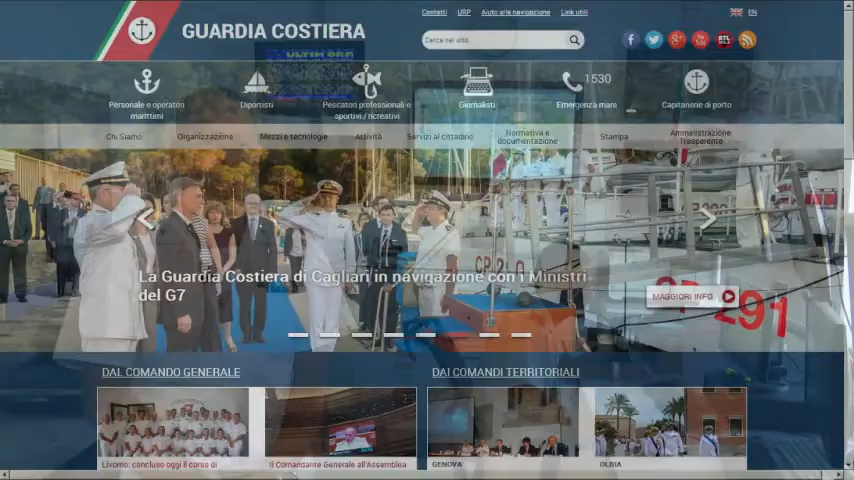 Contatti URP Aiuto alla navigazione Link utili EN
GUARDIA COSTIERA
Cerca nel sito
Personale e operatori marittimi
Diportisti
Pescatori professionali e sportivi / ricreativi
Giornalisti
1530
Emergenza mare
Capitanerie di porto
Chi Siamo
Organizzazione
Mezzi e tecnologie
Attività
Servizi al cittadino
Normativa e documentazione
Stampa
Amministrazione Trasparente
La Guardia Costiera di Cagliari in navigazione con i Ministri
del G7
MAGGIORI INFO
CP 291
DAL COMANDO GENERALE
DAI COMANDI TERRITORIALI
Livorno: concluso oggi il corso di
Il Comandante Generale all'Assemblea
GENOVA
OLBIA